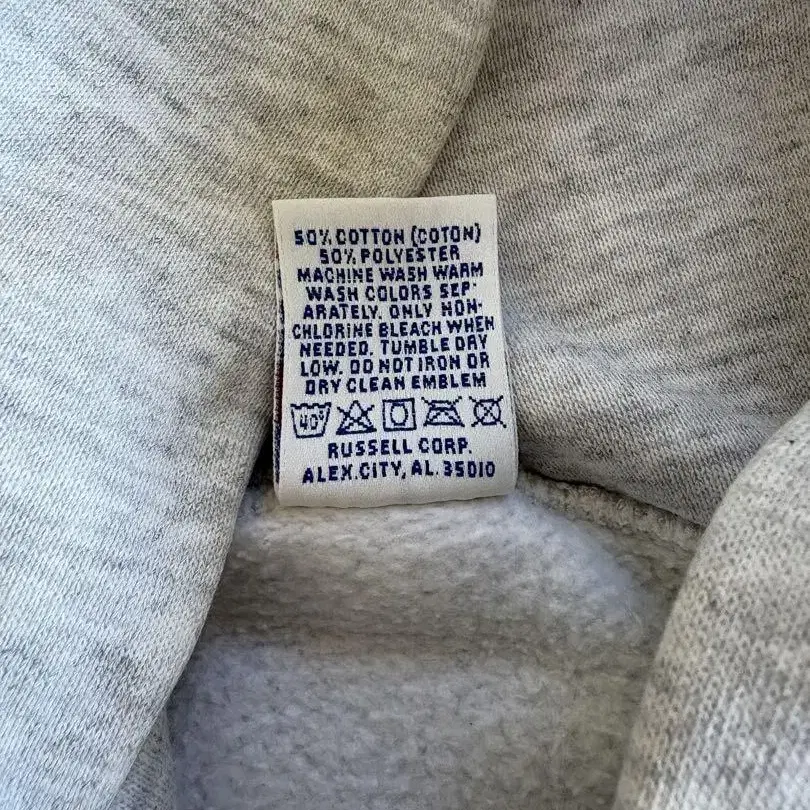 50% COTTON (COTON)
50% POLYESTER
MACHINE WASH WARM
WASH COLORS SEP-
ARATELY. ONLY NON-
CHLORINE BLEACH WHEN
NEEDED. TUMBLE DRY
LOW. DO NOT IRON OR
DRY CLEAN EMBLEM
40°
RUSSELL CORP.
ALEX.CITY, AL. 35010